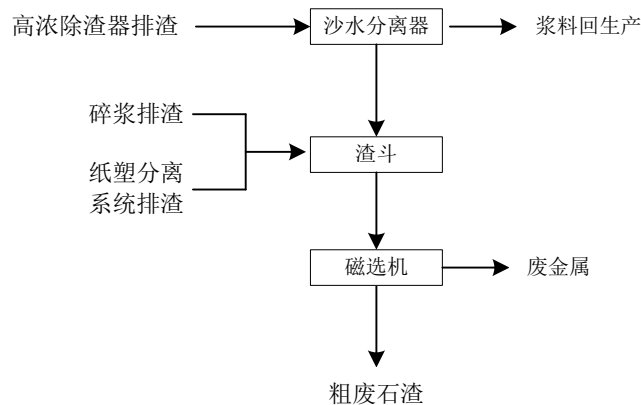 高浓除渣器排渣
沙水分离器
浆料回生产
碎浆排渣
渣斗
纸塑分离
系统排渣
磁选机
废金属
粗废石渣